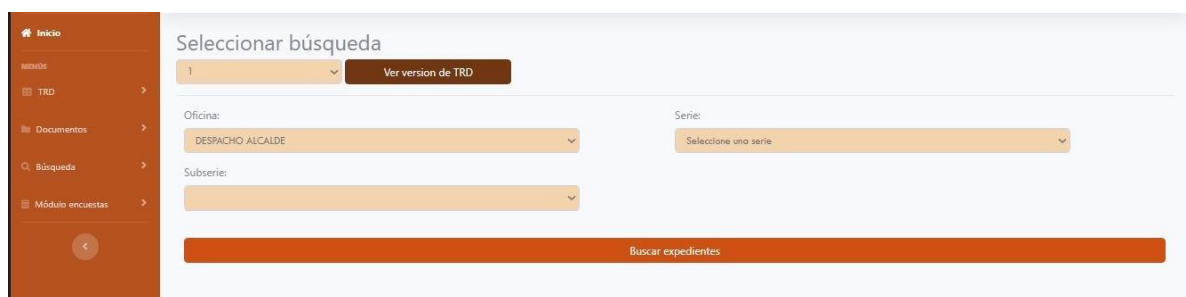 Inicio
MENÚS
TRD
Documentos
Búsqueda
Módulo encuestas
Seleccionar búsqueda
1
Ver version de TRD
Oficina:
DESPACHO ALCALDE
Serie:
Seleccione una serie
Subserie:
Buscar expedientes